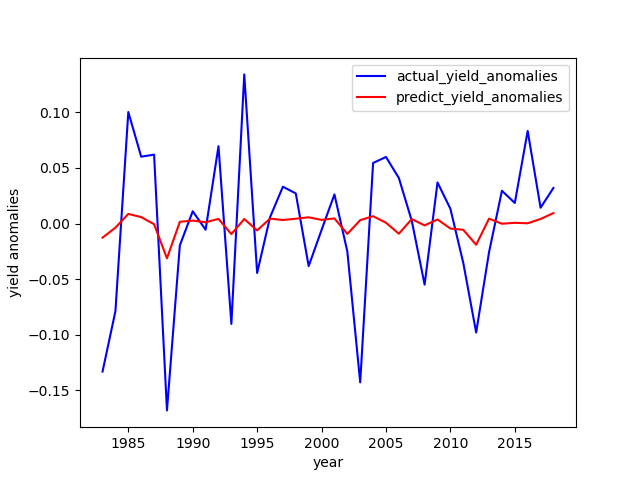 actual_yield_anomalies
predict_yield_anomalies
0.10
0.05
0.00
−0.05
−0.10
−0.15
yield anomalies
1985 1990 1995 2000 2005 2010 2015
year